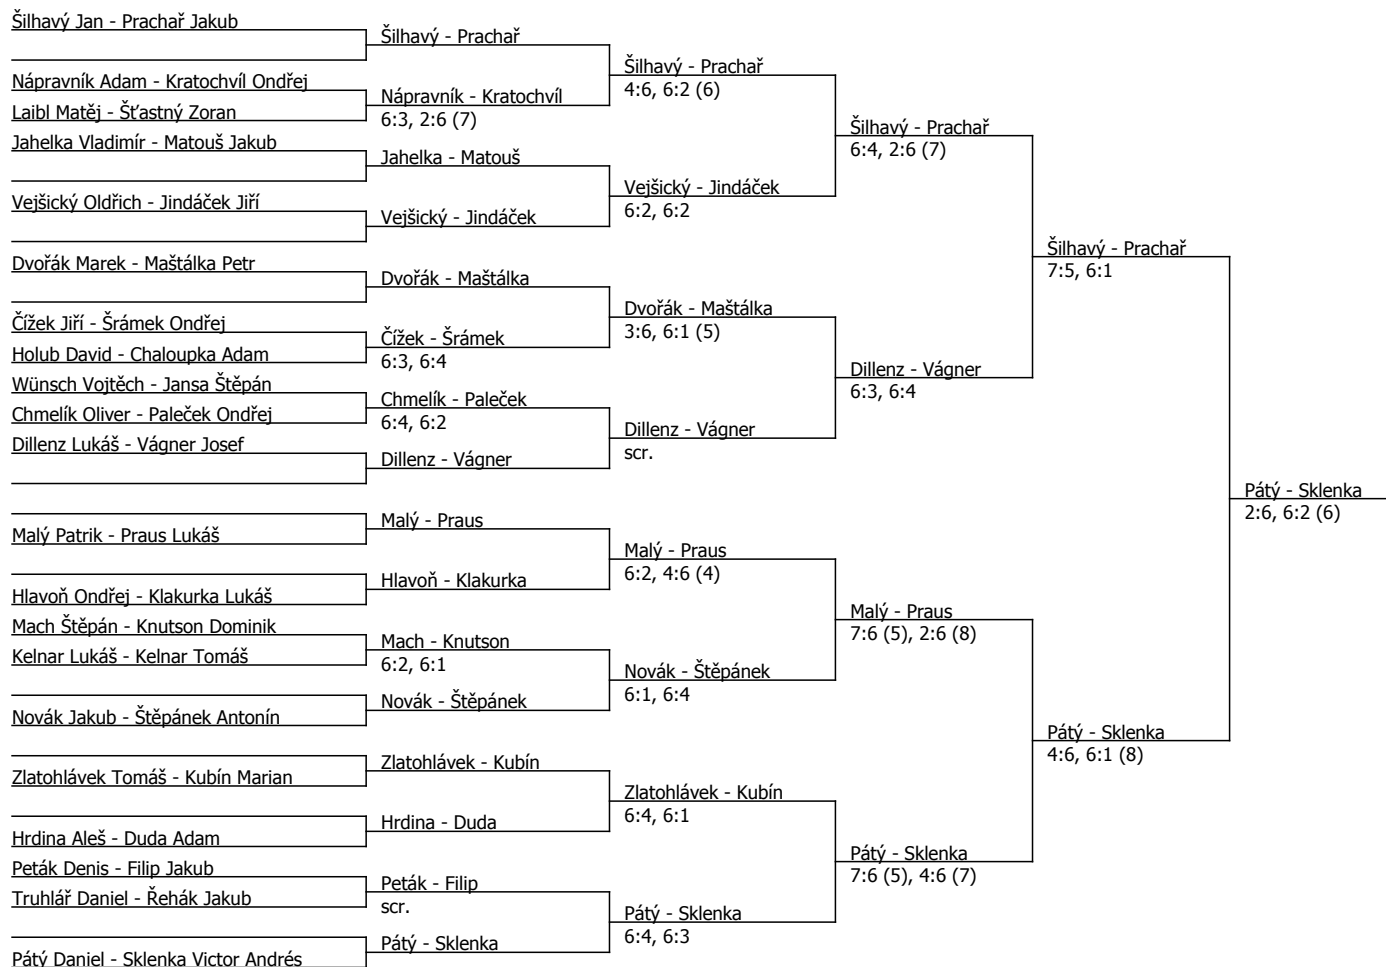 Šilhavý Jan - Prachař Jakub
Nápravník Adam - Kratochvíl Ondřej
Laibl Matěj - Šťastný Zoran
Jahelka Vladimír - Matouš Jakub
Vejšický Oldřich - Jindáček Jiří
Dvořák Marek - Maštálka Petr
Čížek Jiří - Šrámek Ondřej
Holub David - Chaloupka Adam
Wünsch Vojtěch - Jansa Štěpán
Chmelík Oliver - Paleček Ondřej
Dillenz Lukáš - Vágner Josef
Malý Patrik - Praus Lukáš
Hlavoň Ondřej - Klakurka Lukáš
Mach Štěpán - Knutson Dominik
Kelnar Lukáš - Kelnar Tomáš
Novák Jakub - Štěpánek Antonín
Zlatohlávek Tomáš - Kubín Marian
Hrdina Aleš - Duda Adam
Peták Denis - Filip Jakub
Truhlář Daniel - Řehák Jakub
Pátý Daniel - Sklenka Victor Andrés
Šilhavý - Prachař
Nápravník - Kratochvíl
6:3, 2:6 (7)
Jahelka - Matouš
Vejšický - Jindáček
Dvořák - Maštálka
Čížek - Šrámek
6:3, 6:4
Chmelík - Paleček
6:4, 6:2
Dillenz - Vágner
Malý - Praus
Hlavoň - Klakurka
Mach - Knutson
6:2, 6:1
Novák - Štěpánek
Zlatohlávek - Kubín
Hrdina - Duda
Peták - Filip
scr.
Pátý - Sklenka
Šilhavý - Prachař
4:6, 6:2 (6)
Vejšický - Jindáček
6:2, 6:2
Dvořák - Maštálka
3:6, 6:1 (5)
Dillenz - Vágner
scr.
Malý - Praus
6:2, 4:6 (4)
Novák - Štěpánek
6:1, 6:4
Zlatohlávek - Kubín
6:4, 6:1
Pátý - Sklenka
6:4, 6:3
Šilhavý - Prachař
6:4, 2:6 (7)
Dillenz - Vágner
6:3, 6:4
Malý - Praus
7:6 (5), 2:6 (8)
Pátý - Sklenka
7:6 (5), 4:6 (7)
Šilhavý - Prachař
7:5, 6:1
Pátý - Sklenka
4:6, 6:1 (8)
Pátý - Sklenka
2:6, 6:2 (6)